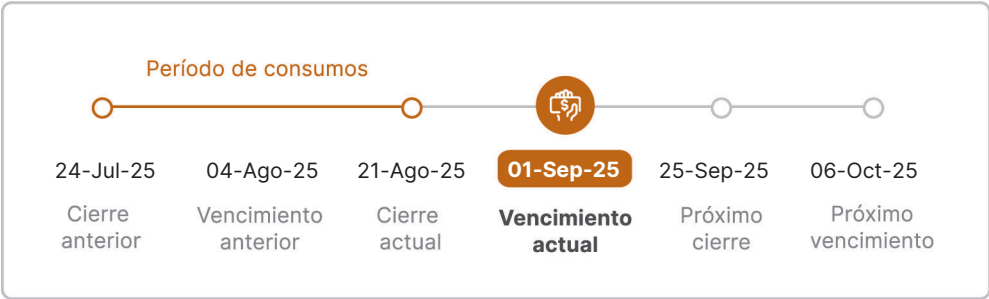 Período de consumos
$
24-Jul-25
04-Ago-25
21-Ago-25
01-Sep-25
25-Sep-25
06-Oct-25
Cierre
anterior
Vencimiento
anterior
Cierre
actual
Vencimiento
actual
Próximo
cierre
Próximo
vencimiento